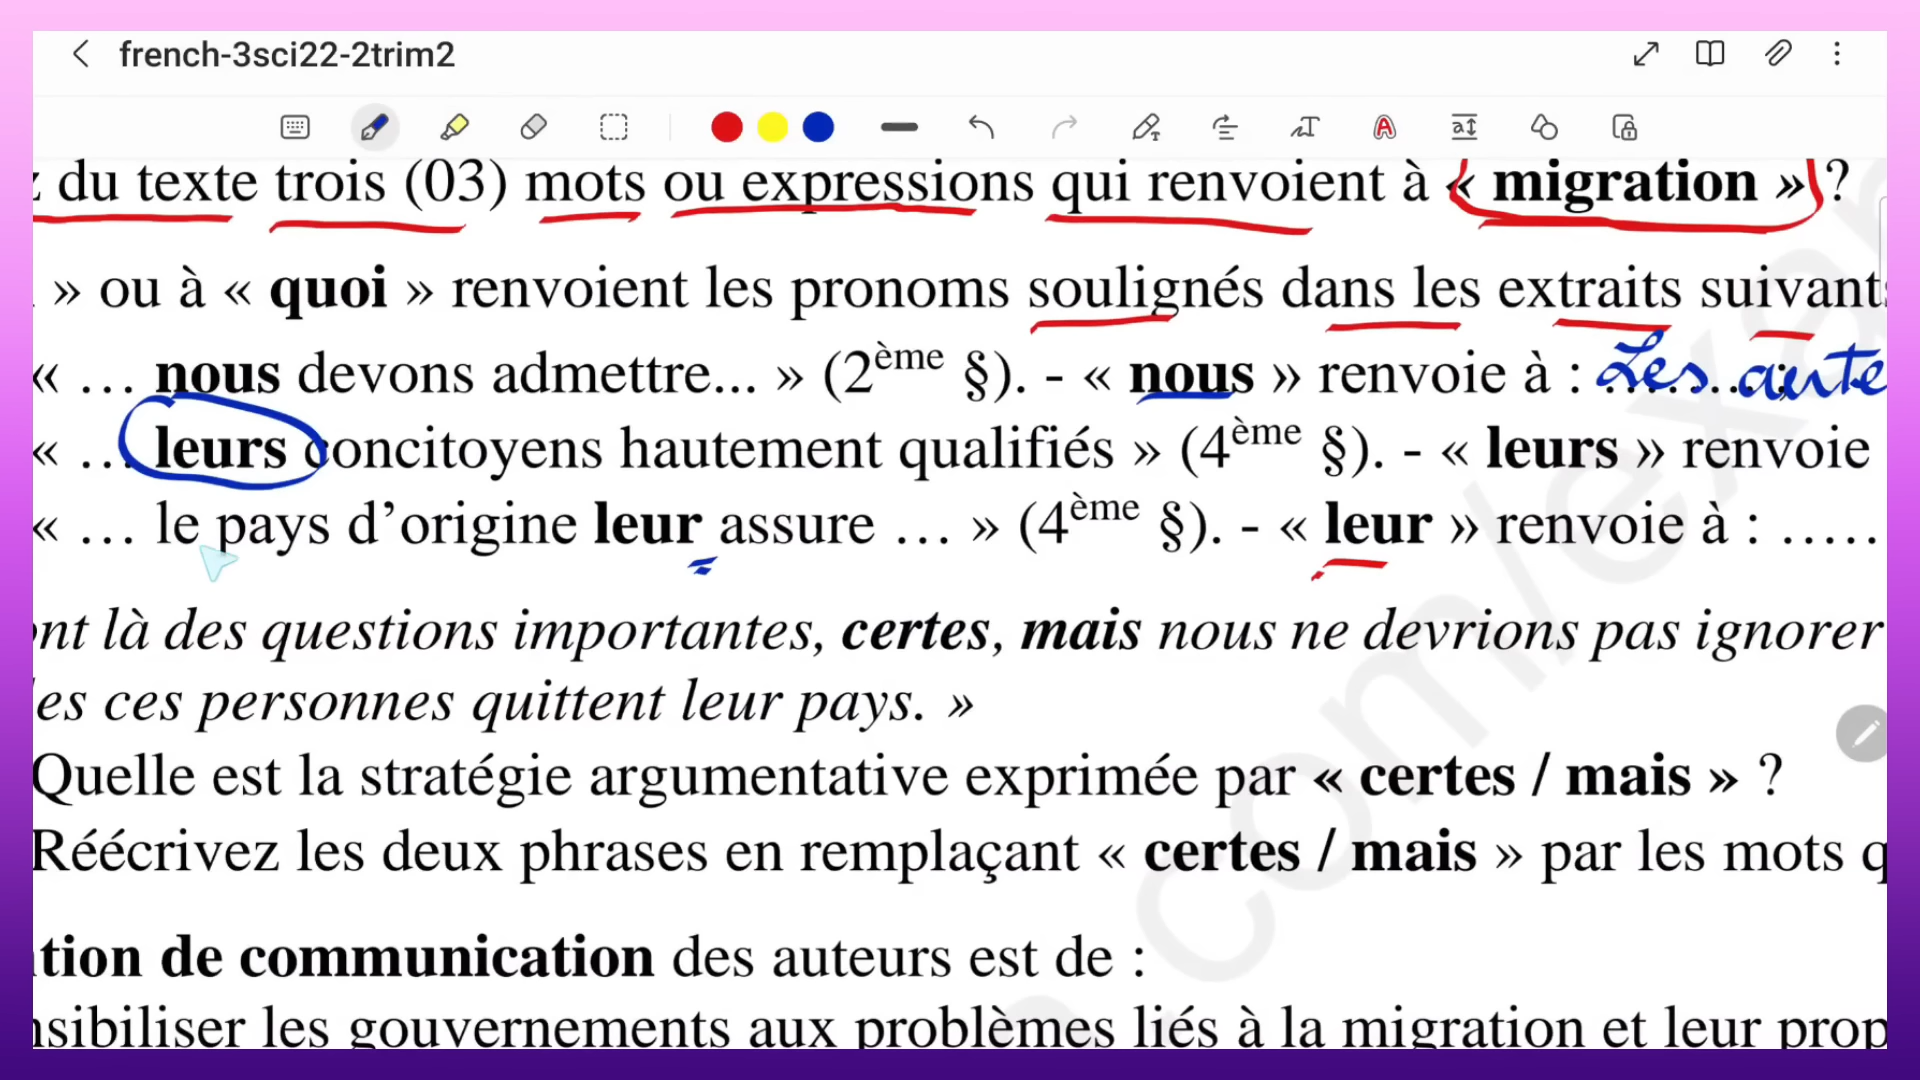 french-3sci22-2trim2
du texte trois (03) mots ou expressions qui renvoient à « migration » ?
» ou à « quoi » renvoient les pronoms soulignés dans les extraits suivants
« … nous devons admettre... » (2ème §). - « nous » renvoie à : Les aute
« … leurs concitoyens hautement qualifiés » (4ème §). - « leurs » renvoie
« … le pays d’origine leur assure … » (4ème §). - « leur » renvoie à : .....
ont là des questions importantes, certes, mais nous ne devrions pas ignorer
es ces personnes quittent leur pays. »
Quelle est la stratégie argumentative exprimée par « certes / mais » ?
Réécrivez les deux phrases en remplaçant « certes / mais » par les mots q
tion de communication des auteurs est de :
nsibiliser les gouvernements aux problèmes liés à la migration et leur prop